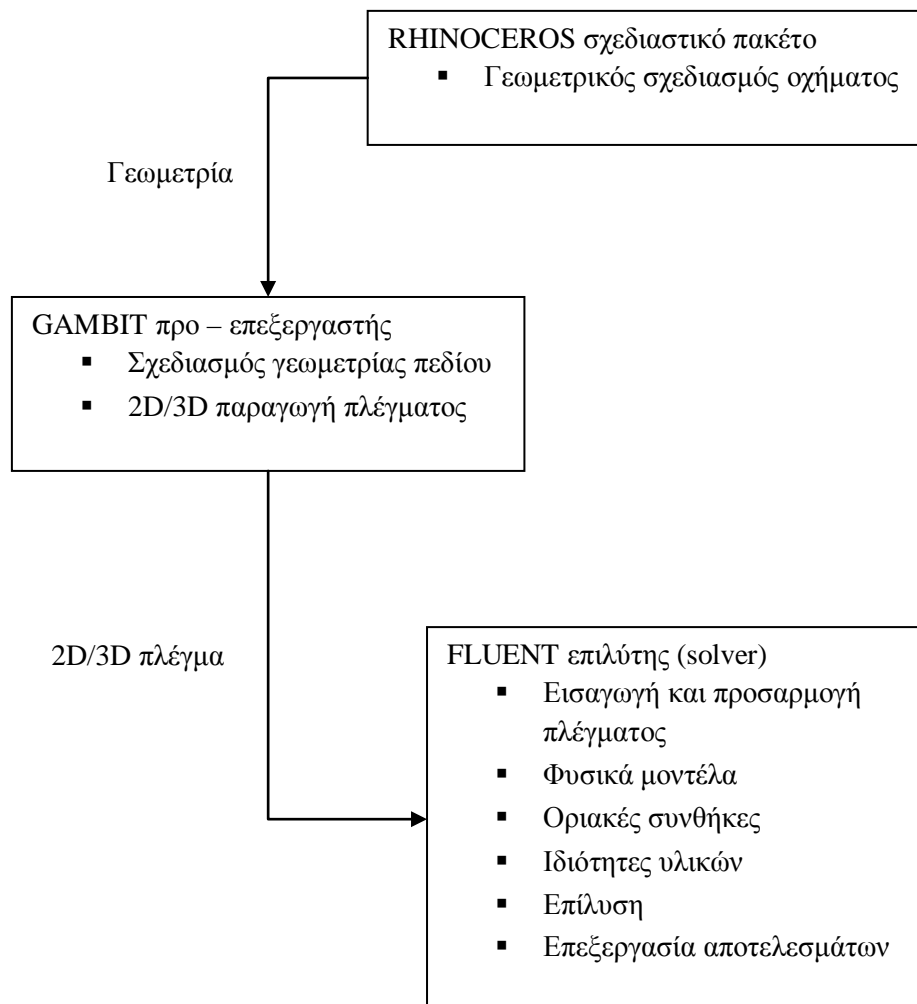 RHINOCEROS σχεδιαστικό πακέτο
▪ Γεωμετρικός σχεδιασμός οχήματος
Γεωμετρία
GAMBIT προ – επεξεργαστής
▪ Σχεδιασμός γεωμετρίας πεδίου
▪ 2D/3D παραγωγή πλέγματος
2D/3D πλέγμα
FLUENT επιλύτης (solver)
▪ Εισαγωγή και προσαρμογή
πλέγματος
▪ Φυσικά μοντέλα
▪ Οριακές συνθήκες
▪ Ιδιότητες υλικών
▪ Επίλυση
▪ Επεξεργασία αποτελεσμάτων